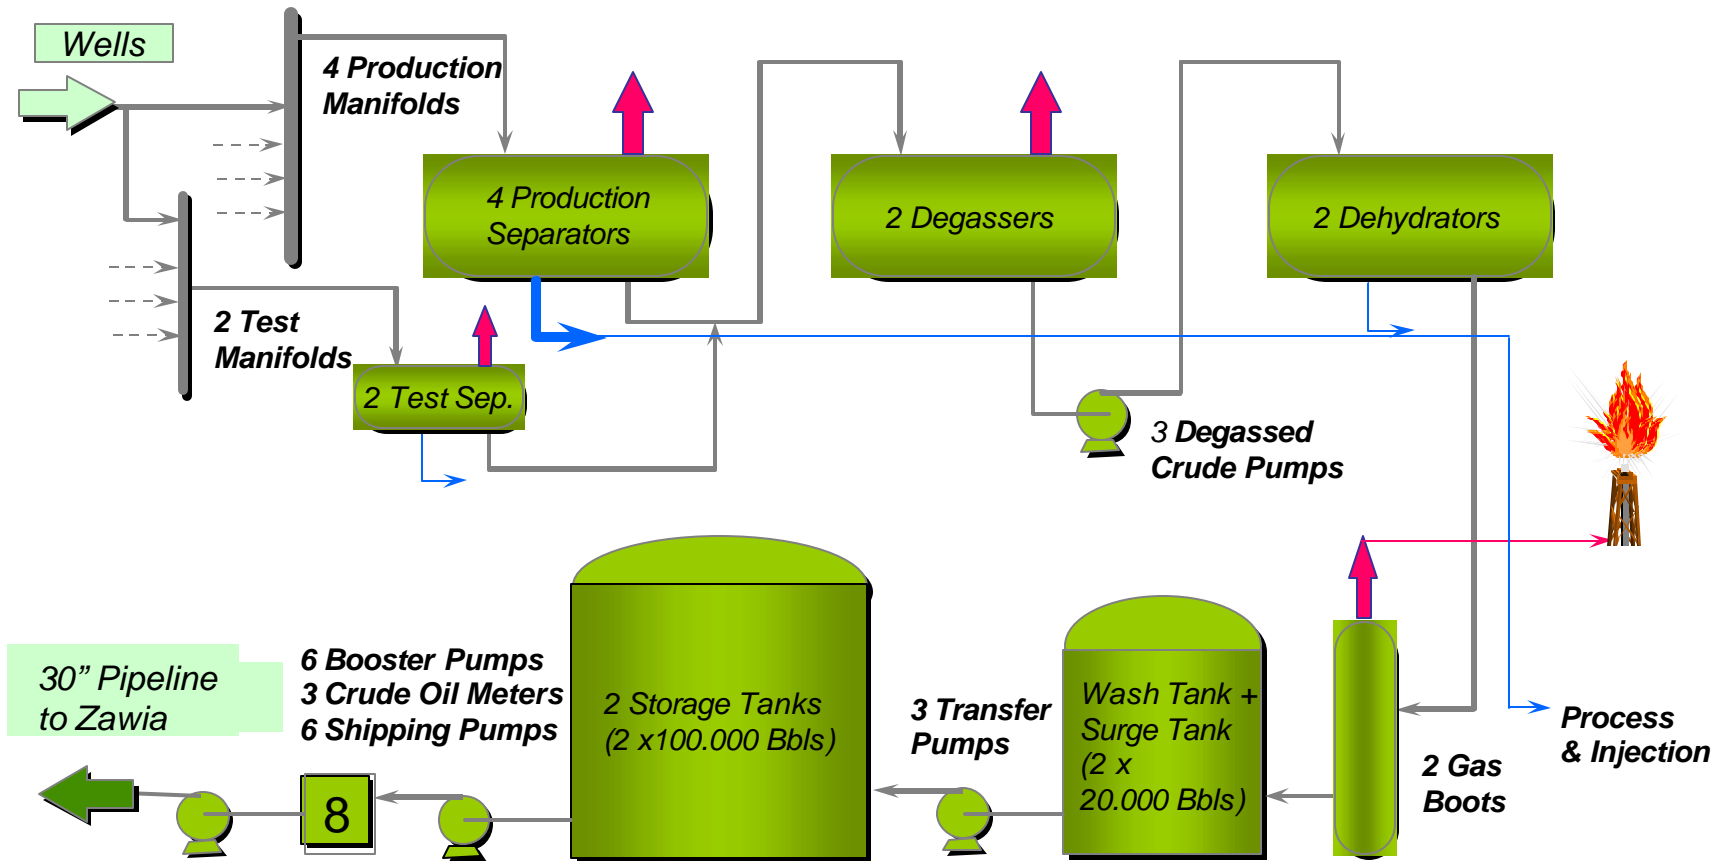 Wells
4 Production
Manifolds
4 Production
Separators
2 Degassers
2 Dehydrators
2 Test
Manifolds
2 Test Sep.
3 Degassed
Crude Pumps
30” Pipeline
to Zawia
6 Booster Pumps
3 Crude Oil Meters
6 Shipping Pumps
2 Storage Tanks
(2 x100.000 Bbls)
3 Transfer
Pumps
Wash Tank +
Surge Tank
(2 x
20.000 Bbls)
2 Gas
Boots
Process
& Injection
8